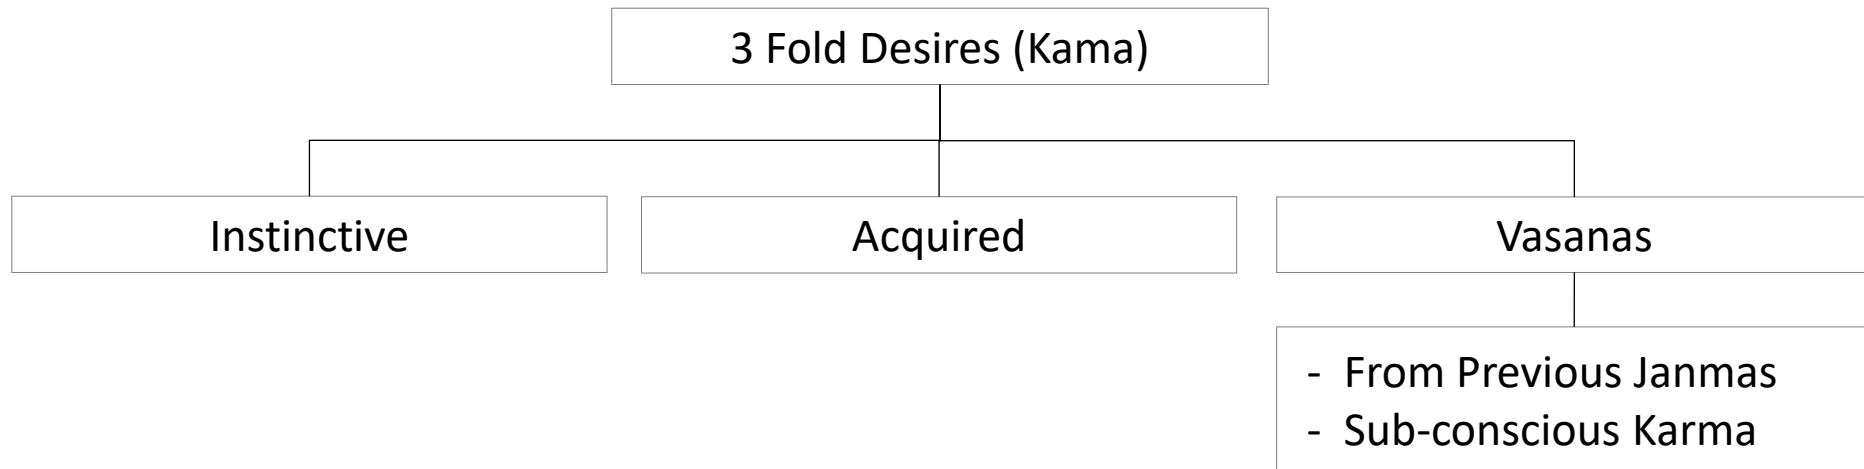 3 Fold Desires (Kama)
Instinctive
Acquired
Vasanas
- From Previous Janmas
- Sub-conscious Karma